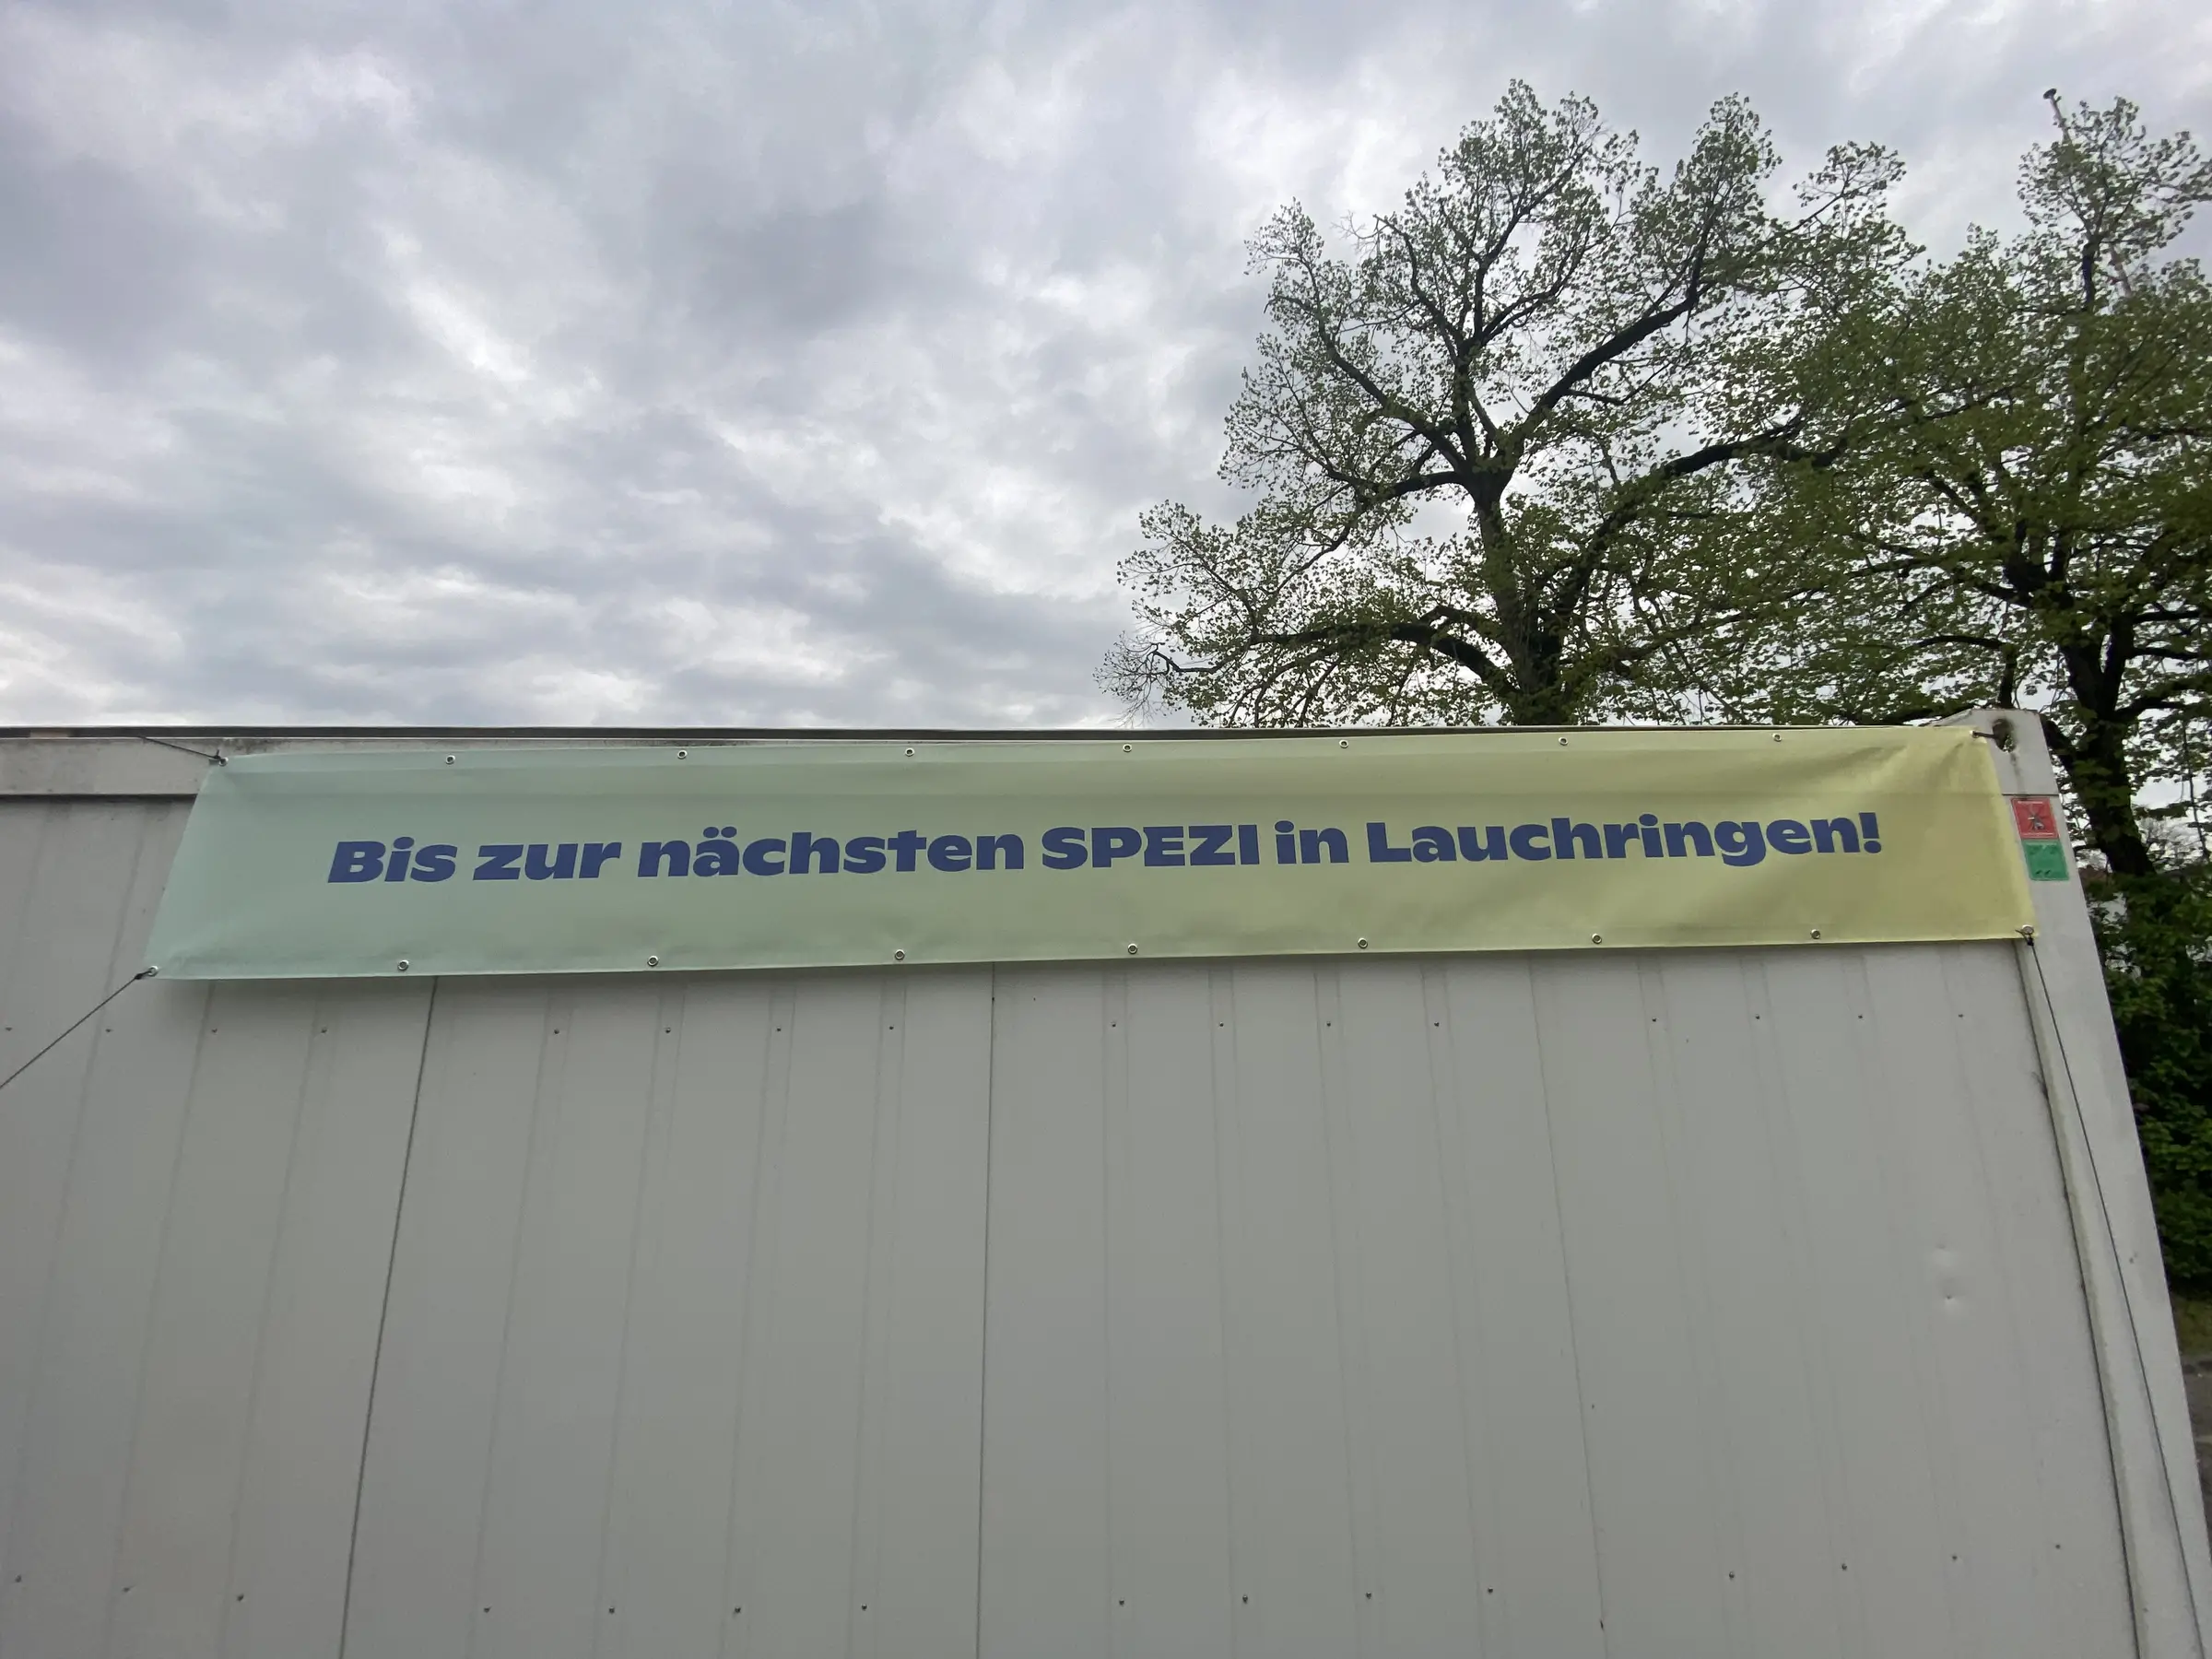 Bis zur nächsten SPEZI in Lauchringen!